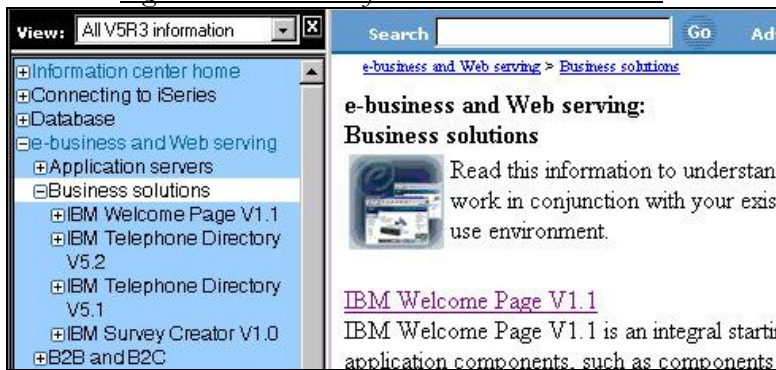 View: All V5R3 information
Information center home
Connecting to iSeries
Database
e-business and Web serving
Application servers
Business solutions
IBM Welcome Page V1.1
IBM Telephone Directory
V5.2
IBM Telephone Directory
V5.1
IBM Survey Creator V1.0
B2B and B2C
Search Go Ad
e-business and Web serving > Business solutions
e-business and Web serving:
Business solutions
Read this information to understan
work in conjunction with your exis
use environment.
IBM Welcome Page V1.1
IBM Welcome Page V1.1 is an integral starti
application components, such as components